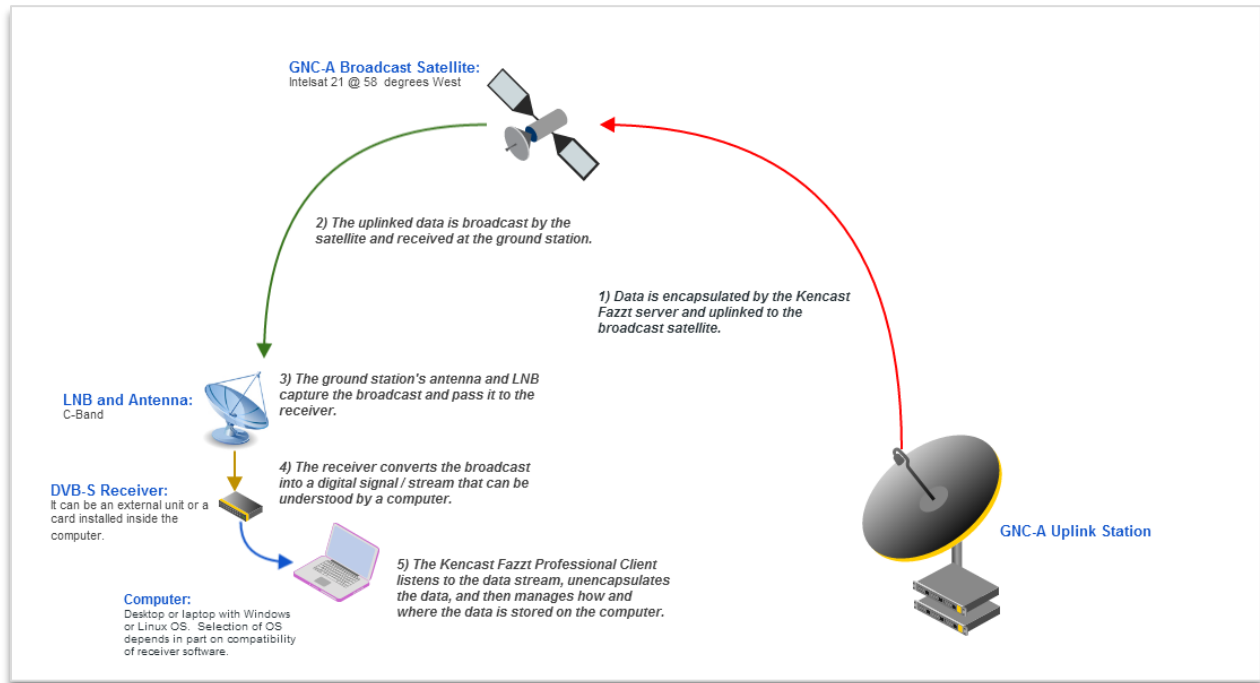 GNC-A Broadcast Satellite:
Intelsat 21 @ 58 degrees West
2) The uplinked data is broadcast by the
satellite and received at the ground station.
1) Data is encapsulated by the Kencast
Fazzt server and uplinked to the
broadcast satellite.
LNB and Antenna:
C-Band
3) The ground station's antenna and LNB
capture the broadcast and pass it to the
receiver.
DVB-S Receiver:
It can be an external unit or a
card installed inside the
computer.
4) The receiver converts the broadcast
into a digital signal / stream that can be
understood by a computer.
GNC-A Uplink Station
5) The Kencast Fazzt Professional Client
listens to the data stream, unencapsulates
the data, and then manages how and
where the data is stored on the computer.
Computer:
Desktop or laptop with Windows
or Linux OS. Selection of OS
depends in part on compatibility
of receiver software.